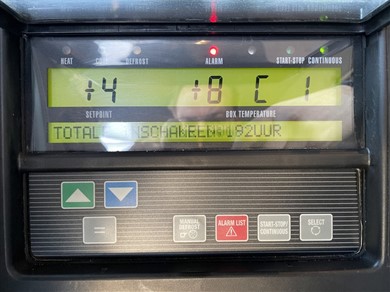 HEAT DEFROST ALARM START-STOP CONTINUOUS
+4 +8 C 1
SETPOINT BOX TEMPERATURE
192UUR
MANUAL DEFROST ALARM LIST START-STOP CONTINUOUS SELECT
=